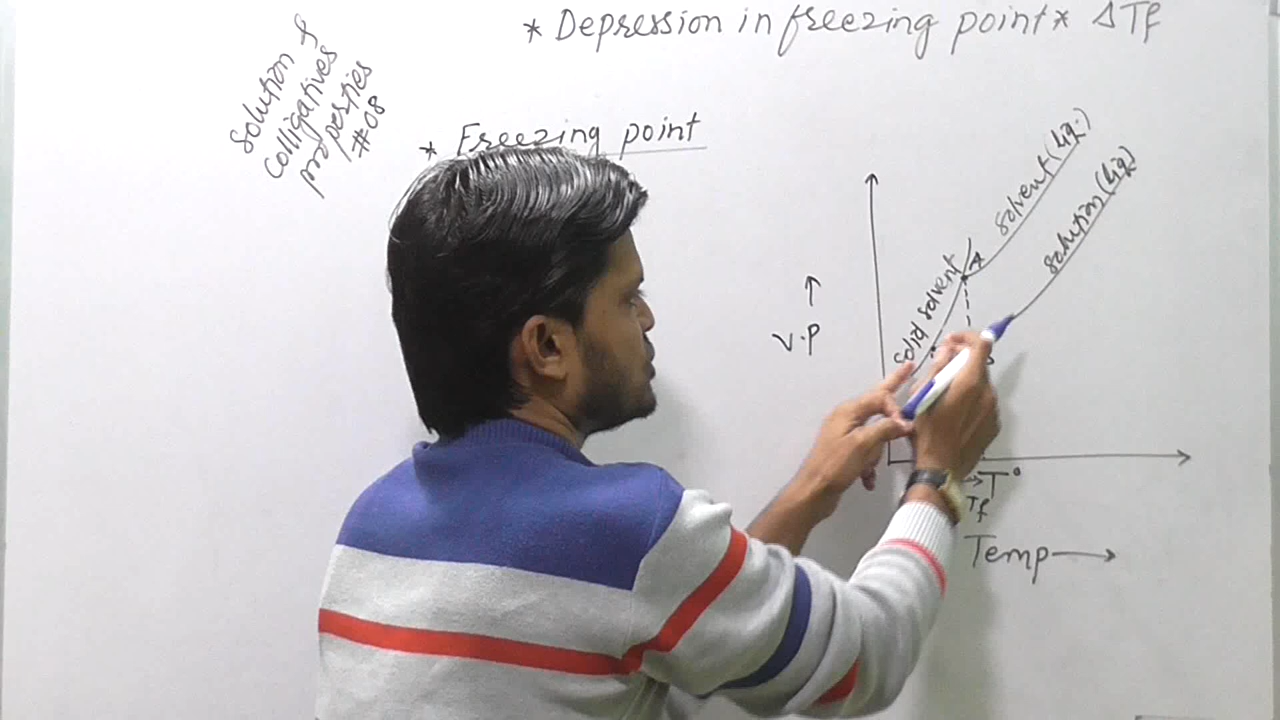 * Depression in freezing point * ΔTf
Solution &
colligatives
properties
#08
* Freezing point
solvent (liq.)
solution (liq)
solid solvent
A
V.P
T°
Tf
Temp